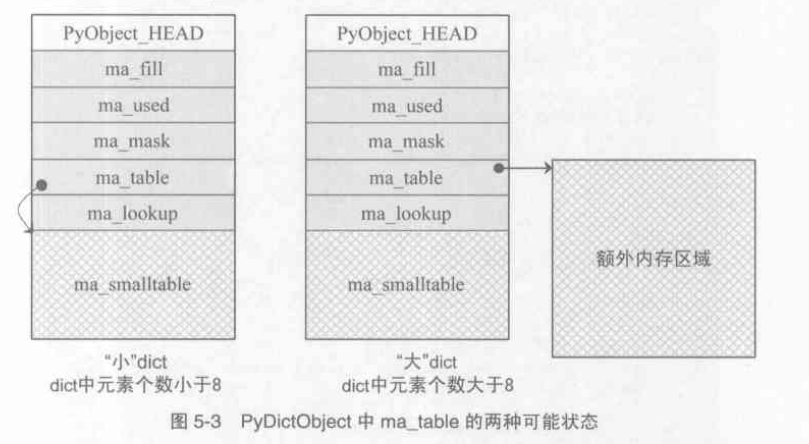 PyObject_HEAD
ma_fill
ma_used
ma_mask
ma_table
ma_lookup
ma_smalltable
“小”dict
dict中元素个数小于8
PyObject_HEAD
ma_fill
ma_used
ma_mask
ma_table
ma_lookup
ma_smalltable
“大”dict
dict中元素个数大于8
额外内存区域
图 5-3 PyDictObject 中 ma_table 的两种可能状态